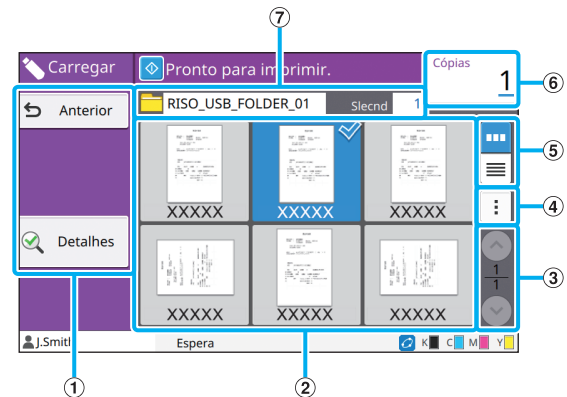 ⑦
Carregar
Pronto para imprimir.
Cópias
1
⑥
Anterior
RISO_USB_FOLDER_01
Slecnd
1
⑤
XXXXX XXXXX XXXXX
④
Detalhes
1
1
③
XXXXX XXXXX XXXXX
J.Smith
Espera
K C M Y
① ②